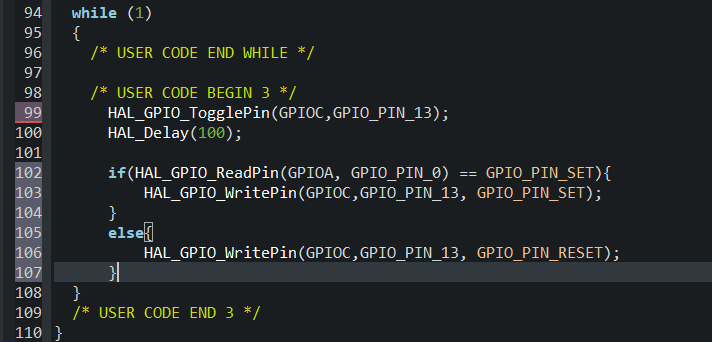 94 while (1)
95 {
96 /* USER CODE END WHILE */
97
98 /* USER CODE BEGIN 3 */
99 HAL_GPIO_TogglePin(GPIOC,GPIO_PIN_13);
100 HAL_Delay(100);
101
102 if(HAL_GPIO_ReadPin(GPIOA, GPIO_PIN_0) == GPIO_PIN_SET){
103 HAL_GPIO_WritePin(GPIOC,GPIO_PIN_13, GPIO_PIN_SET);
104 }
105 else{
106 HAL_GPIO_WritePin(GPIOC,GPIO_PIN_13, GPIO_PIN_RESET);
107 }
108 }
109 /* USER CODE END 3 */
110 }